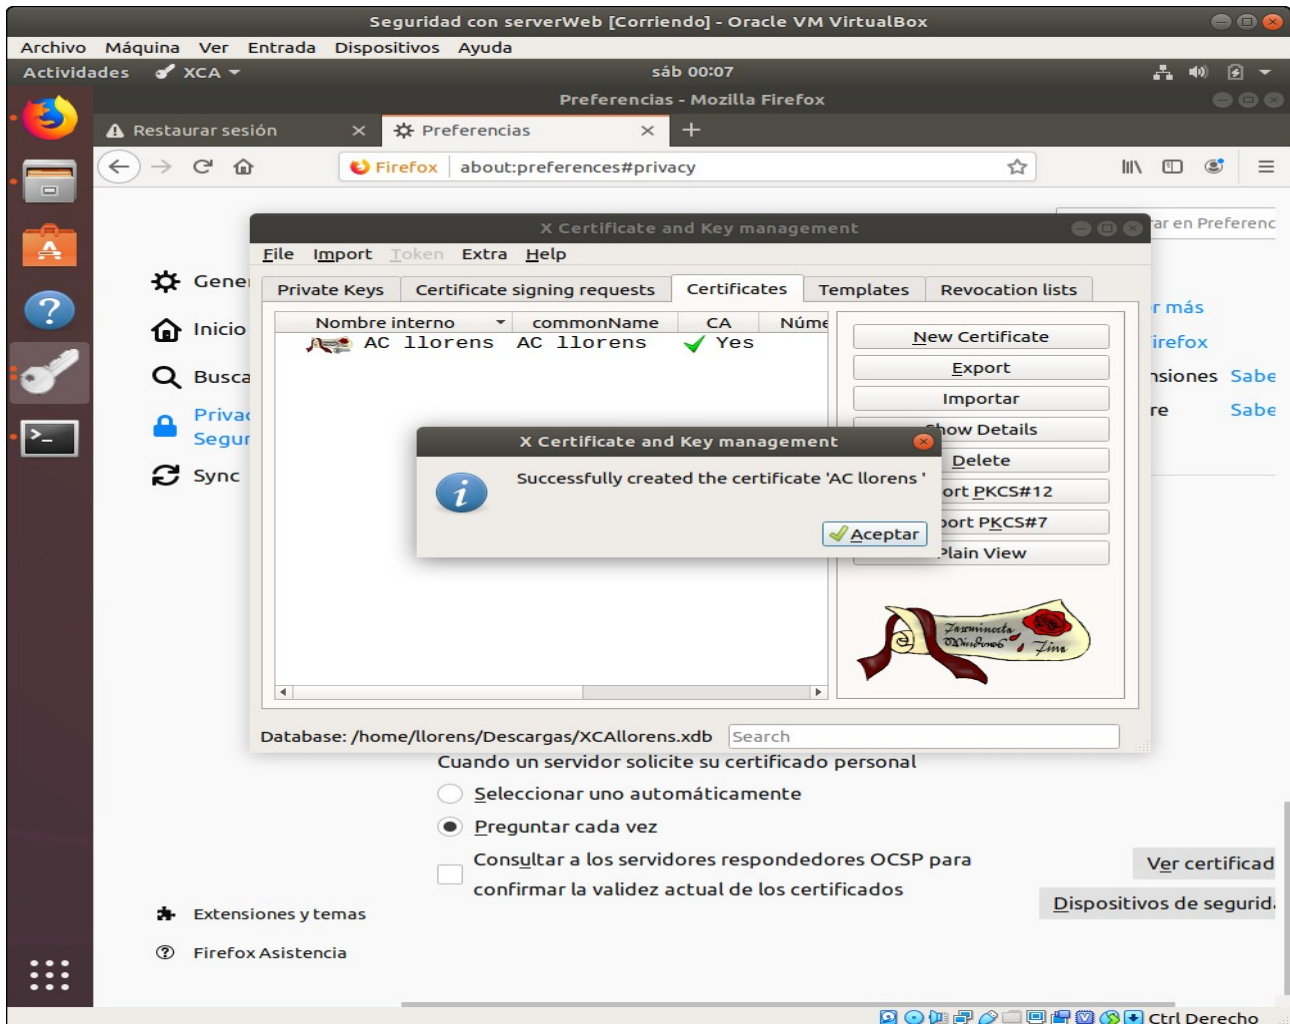 Seguridad con serverWeb [Corriendo] - Oracle VM VirtualBox
Archivo Máquina Ver Entrada Dispositivos Ayuda
Actividades XCA sáb 00:07
Preferencias - Mozilla Firefox
Restaurar sesión Preferencias
Firefox about:preferences#privacy
X Certificate and Key management
rar en Preferenc
File Import Token Extra Help
Gene
Private Keys Certificate signing requests Certificates Templates Revocation lists
r más
Nombre interno commonName CA Núme
AC llorens AC llorens Yes
New Certificate
Inicio
irefox
Export
Busca
nsiones Sabe
Importar
Privac
re Sabe
Segur
Show Details
X Certificate and Key management
Delete
Sync
Successfully created the certificate 'AC llorens '
ort PKCS#12
port PKCS#7
Aceptar
Plain View
Database: /home/llorens/Descargas/XCAllorens.xdb Search
Cuando un servidor solicite su certificado personal
Seleccionar uno automáticamente
Preguntar cada vez
Consultar a los servidores respondedores OCSP para
confirmar la validez actual de los certificados
Ver certificad
Dispositivos de segurida
Extensiones y temas
Firefox Asistencia
Ctrl Derecho